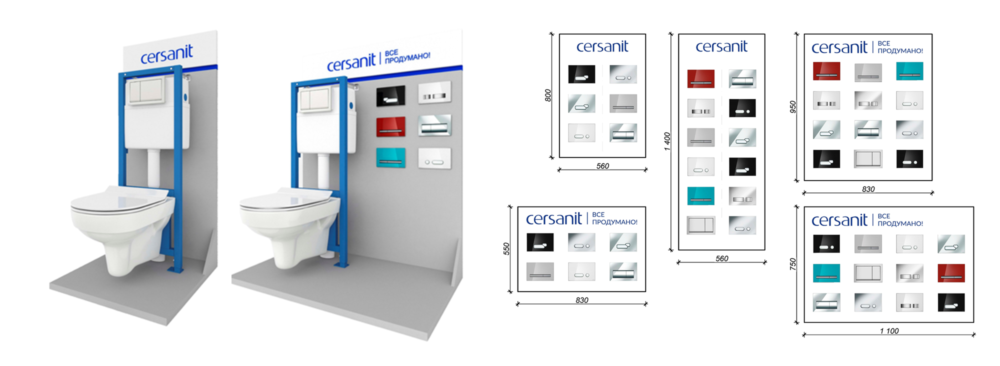 cersanit
cersanit | ВСЕ
ПРОДУМАНО!
cersanit
800
560
cersanit | ВСЕ
ПРОДУМАНО!
550
830
cersanit
1 400
560
cersanit | ВСЕ
ПРОДУМАНО!
950
830
cersanit | ВСЕ
ПРОДУМАНО!
750
1 100